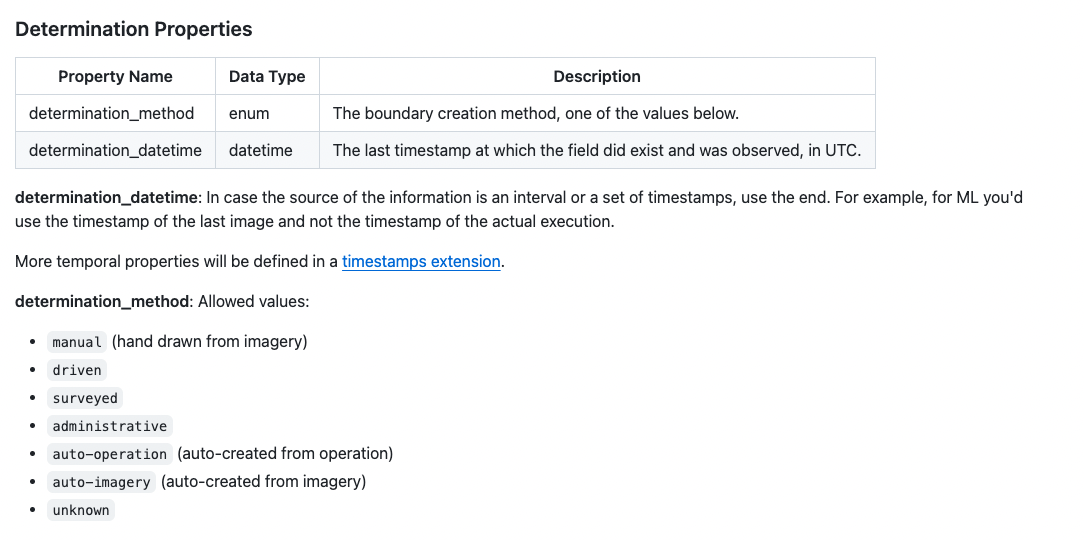 Determination Properties
Property Name Data Type Description
determination_method enum The boundary creation method, one of the values below.
determination_datetime datetime The last timestamp at which the field did exist and was observed, in UTC.
determination_datetime: In case the source of the information is an interval or a set of timestamps, use the end. For example, for ML you'd
use the timestamp of the last image and not the timestamp of the actual execution.
More temporal properties will be defined in a timestamps extension.
determination_method: Allowed values:
• manual (hand drawn from imagery)
• driven
• surveyed
• administrative
• auto-operation (auto-created from operation)
• auto-imagery (auto-created from imagery)
• unknown